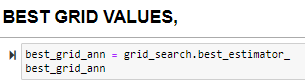 BEST GRID VALUES,
best_grid_ann = grid_search.best_estimator_
best_grid_ann